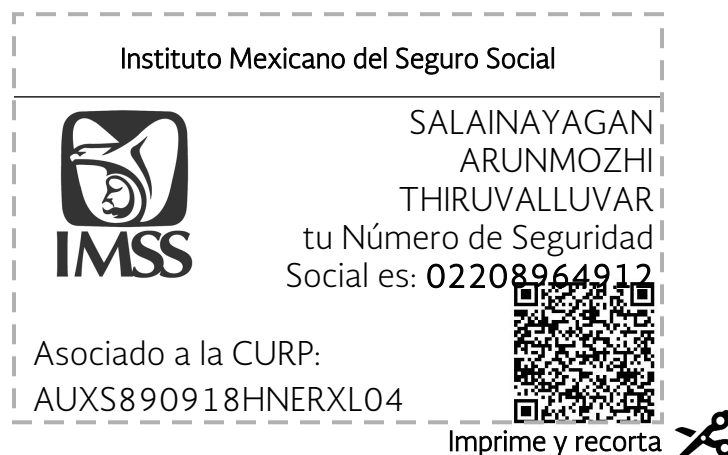 Instituto Mexicano del Seguro Social
SALAINAYAGAN
ARUNMOZHI
THIRUVALLUVAR
tu Número de Seguridad
Social es: 02208964912
IMSS
Asociado a la CURP:
AUXS890918HNERXL04
Imprime y recorta